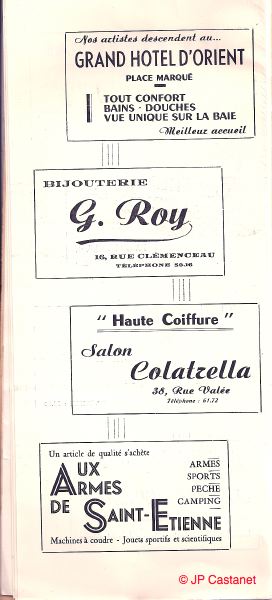 Nos artistes descendent au...
GRAND HOTEL D'ORIENT
PLACE MARQUÉ
TOUT CONFORT
BAINS - DOUCHES
VUE UNIQUE SUR LA BAIE
Meilleur accueil
BIJOUTERIE
G. Roy
16, RUE CLÉMENCEAU
TÉLÉPHONE 50.16
" Haute Coiffure "
Salon
Colatrella
38, Rue Valée
Téléphone : 61.72
Un article de qualité s'achète
AUX
ARMES
DE SAINT-ETIENNE
ARMES
SPORTS
PECHE
CAMPING
Machines à coudre - Jouets sportifs et scientifiques
© JP Castanet